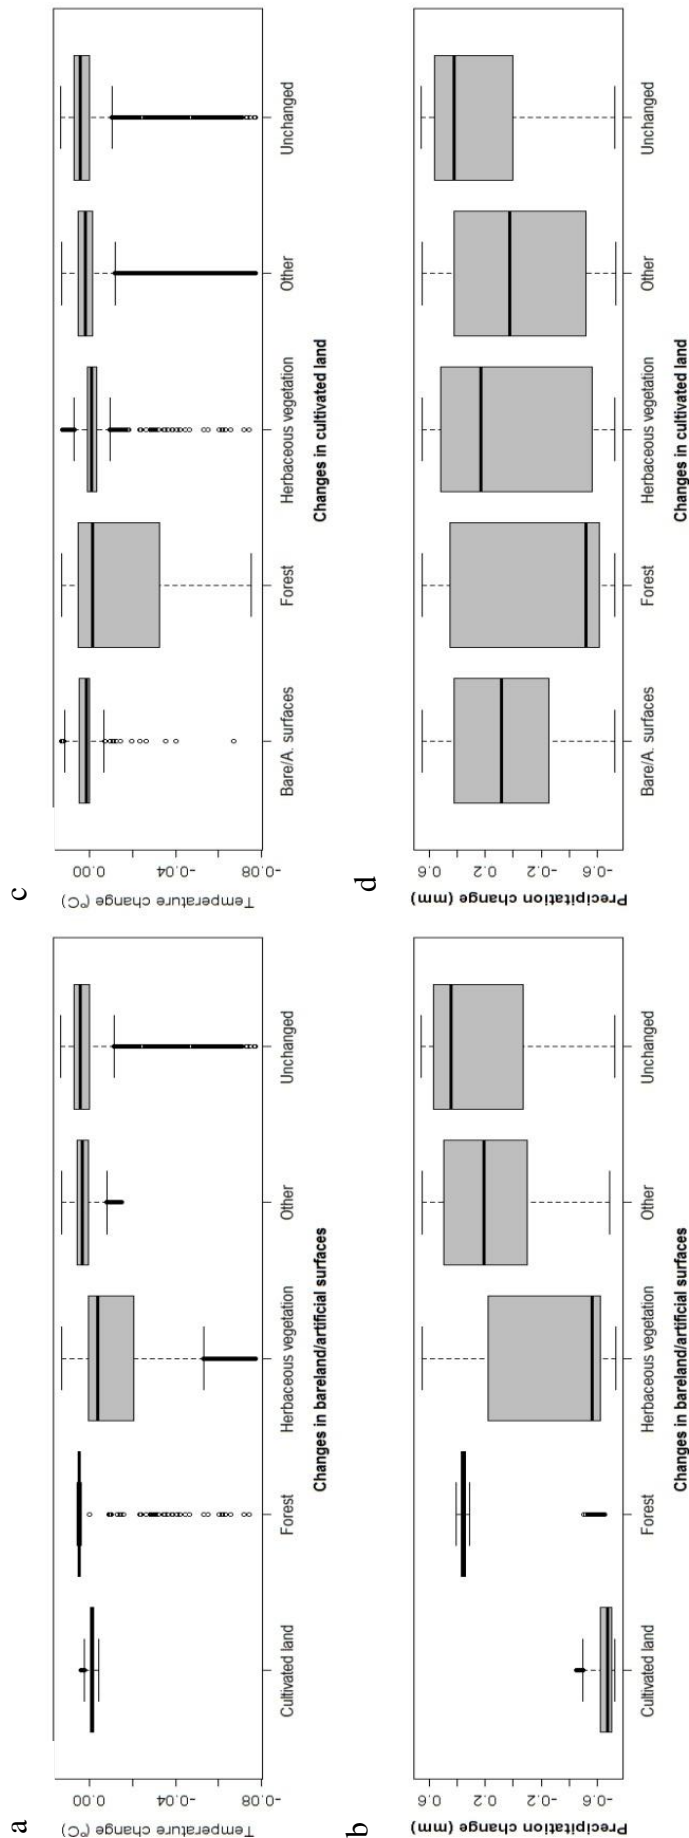 a
Temperature change (°C)
0.00
-0.04
-0.08
Cultivated land
Forest
Herbaceous vegetation
Other
Unchanged
Changes in bareland/artificial surfaces
b
Precipitation change (mm)
0.6
0.2
-0.2
-0.6
Cultivated land
Forest
Herbaceous vegetation
Other
Unchanged
Changes in bareland/artificial surfaces
c
Temperature change (°C)
0.00
-0.04
-0.08
Bare/A. surfaces
Forest
Herbaceous vegetation
Other
Unchanged
Changes in cultivated land
d
Precipitation change (mm)
0.6
0.2
-0.2
-0.6
Bare/A. surfaces
Forest
Herbaceous vegetation
Other
Unchanged
Changes in cultivated land